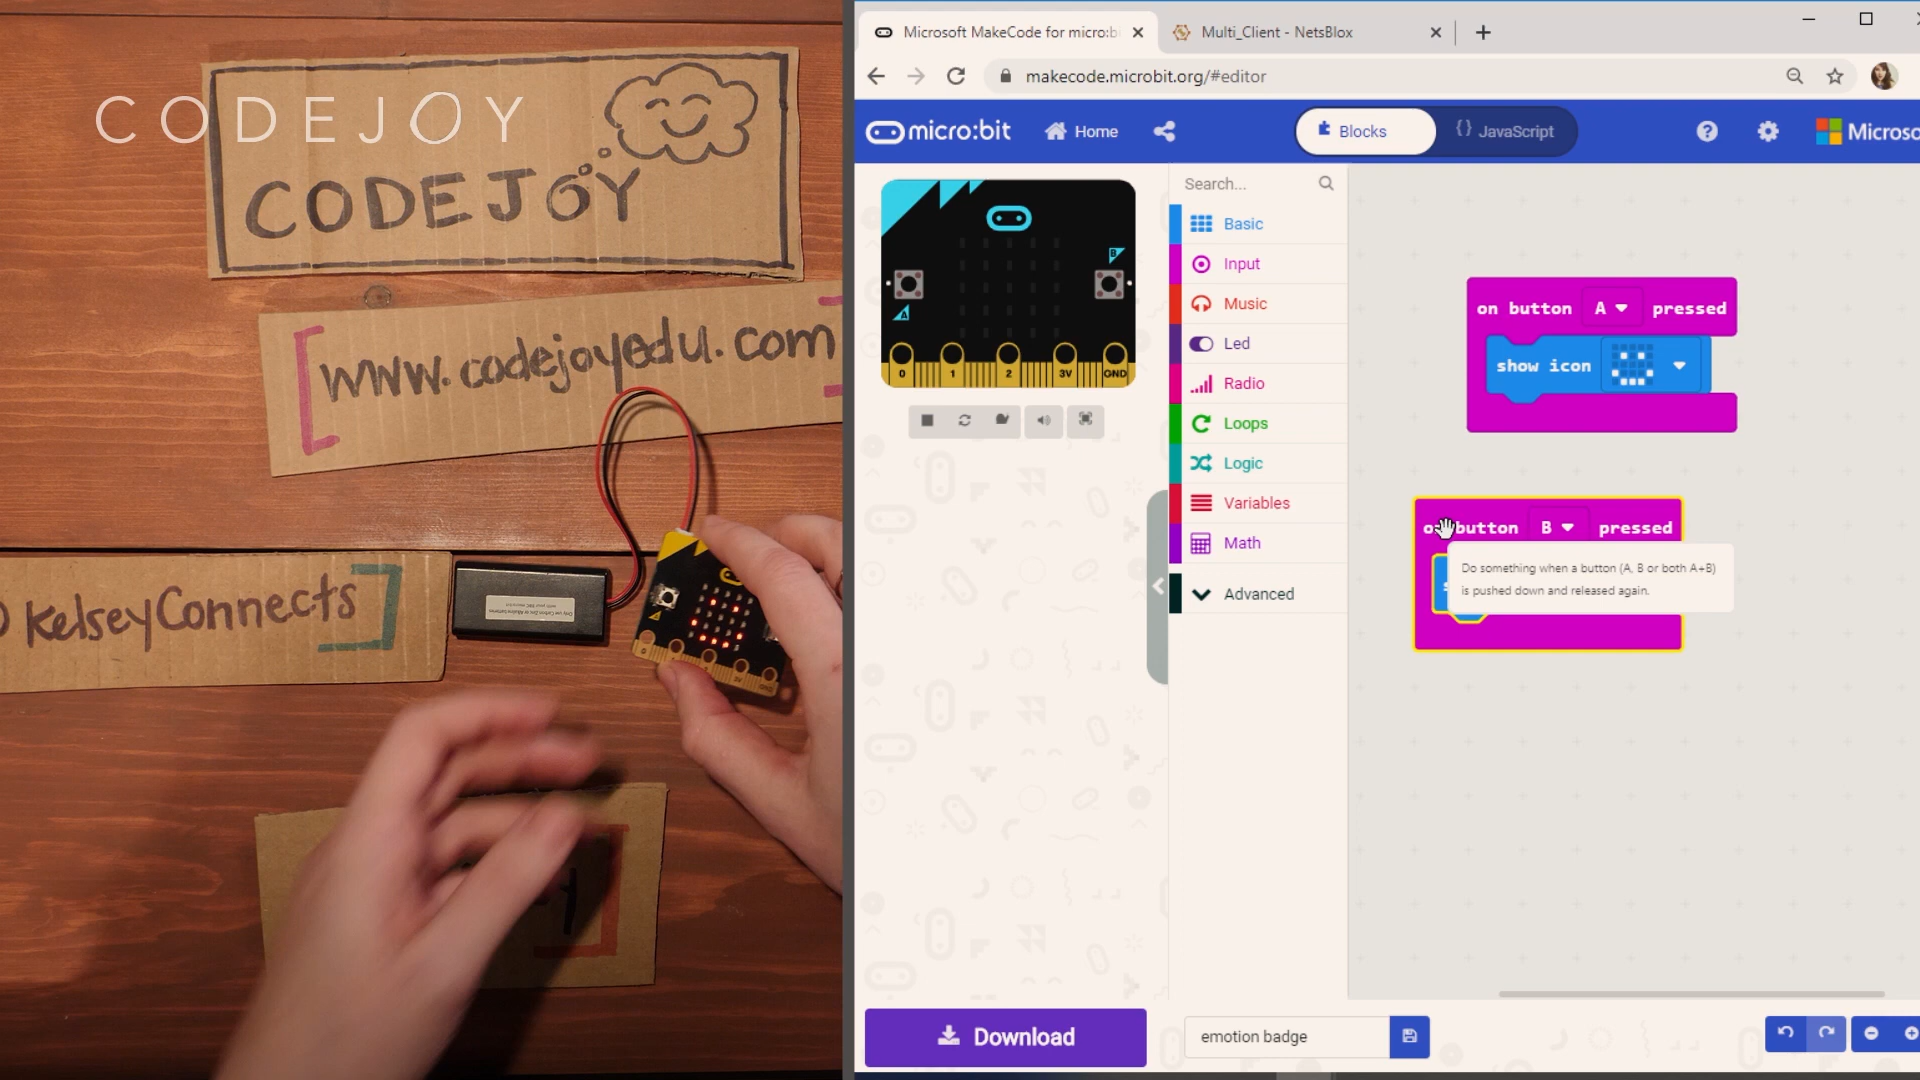 CODEJOY
CODEJOY
www.codejoyedu.com
KelseyConnects
Microsoft MakeCode for micro:b
Multi_Client - NetsBlox
makecode.microbit.org/#editor
micro:bit
Home
Blocks
{} JavaScript
Microso
Search...
Basic
Input
Music
Led
Radio
Loops
Logic
Variables
Math
Advanced
A
B
0
1
2
3V
GND
on button A pressed
show icon
on button B pressed
Do something when a button (A, B or both A+B)
is pushed down and released again.
Download
emotion badge